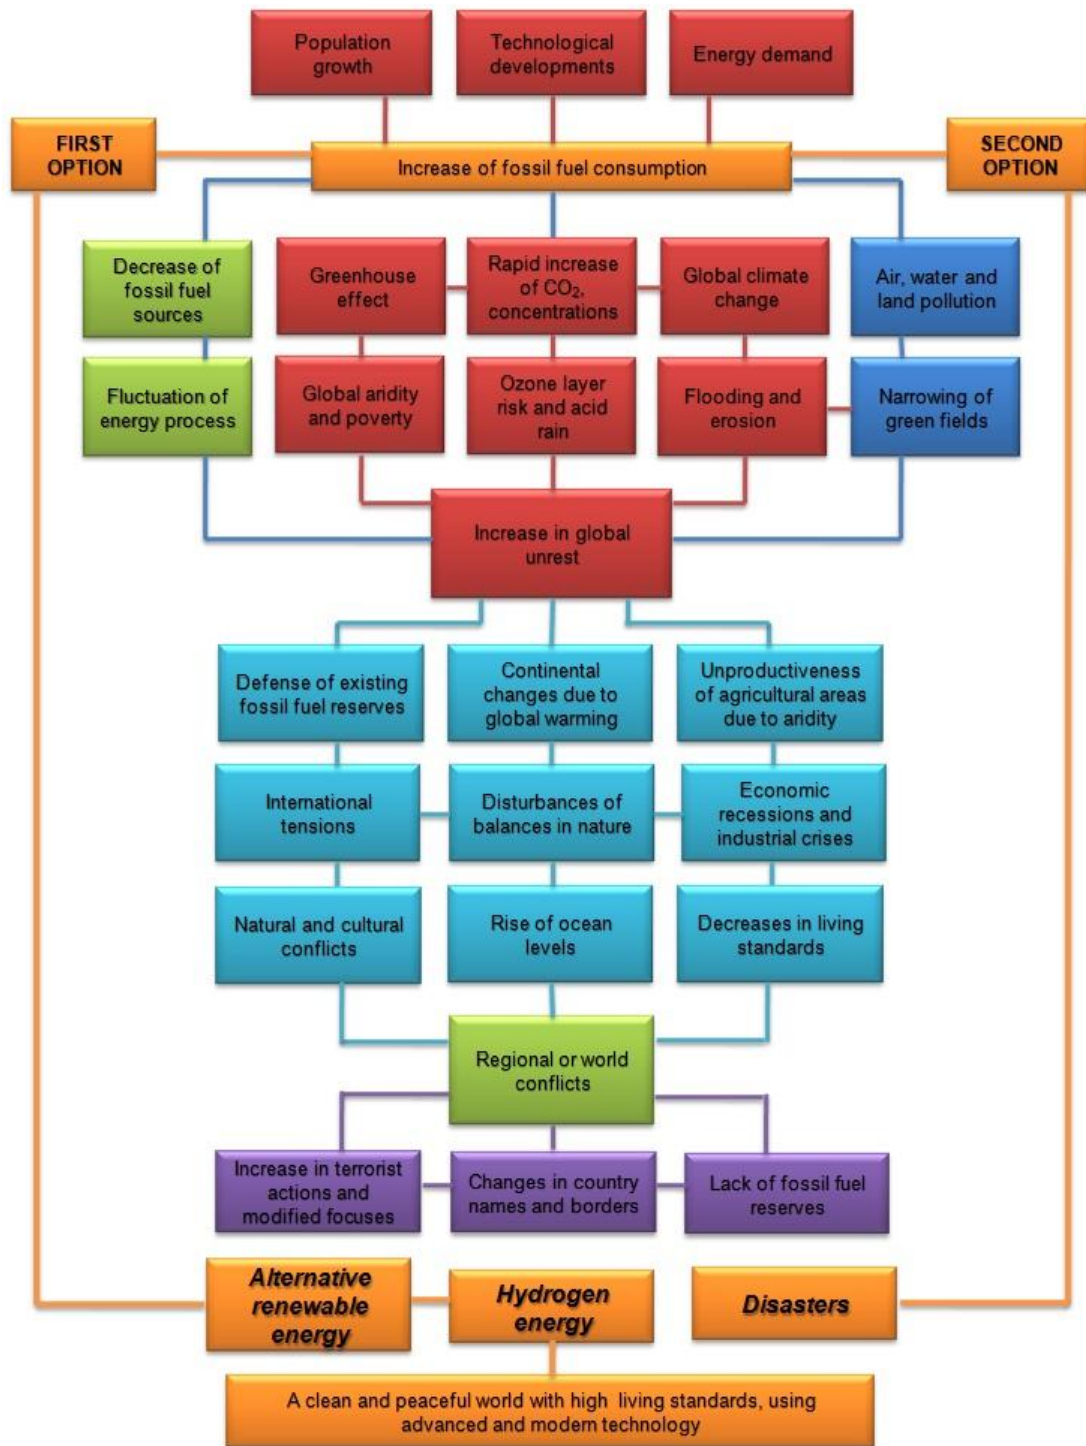 Population
growth
Technological
developments
Energy demand
FIRST
OPTION
Increase of fossil fuel consumption
SECOND
OPTION
Decrease of
fossil fuel
sources
Greenhouse
effect
Rapid increase
of CO₂,
concentrations
Global climate
change
Air, water and
land pollution
Fluctuation of
energy process
Global aridity
and poverty
Ozone layer
risk and acid
rain
Flooding and
erosion
Narrowing of
green fields
Increase in global
unrest
Defense of existing
fossil fuel reserves
Continental
changes due to
global warming
Unproductiveness
of agricultural areas
due to aridity
International
tensions
Disturbances of
balances in nature
Economic
recessions and
industrial crises
Natural and cultural
conflicts
Rise of ocean
levels
Decreases in living
standards
Regional or world
conflicts
Increase in terrorist
actions and
modified focuses
Changes in country
names and borders
Lack of fossil fuel
reserves
Alternative
renewable
energy
Hydrogen
energy
Disasters
A clean and peaceful world with high living standards, using
advanced and modern technology